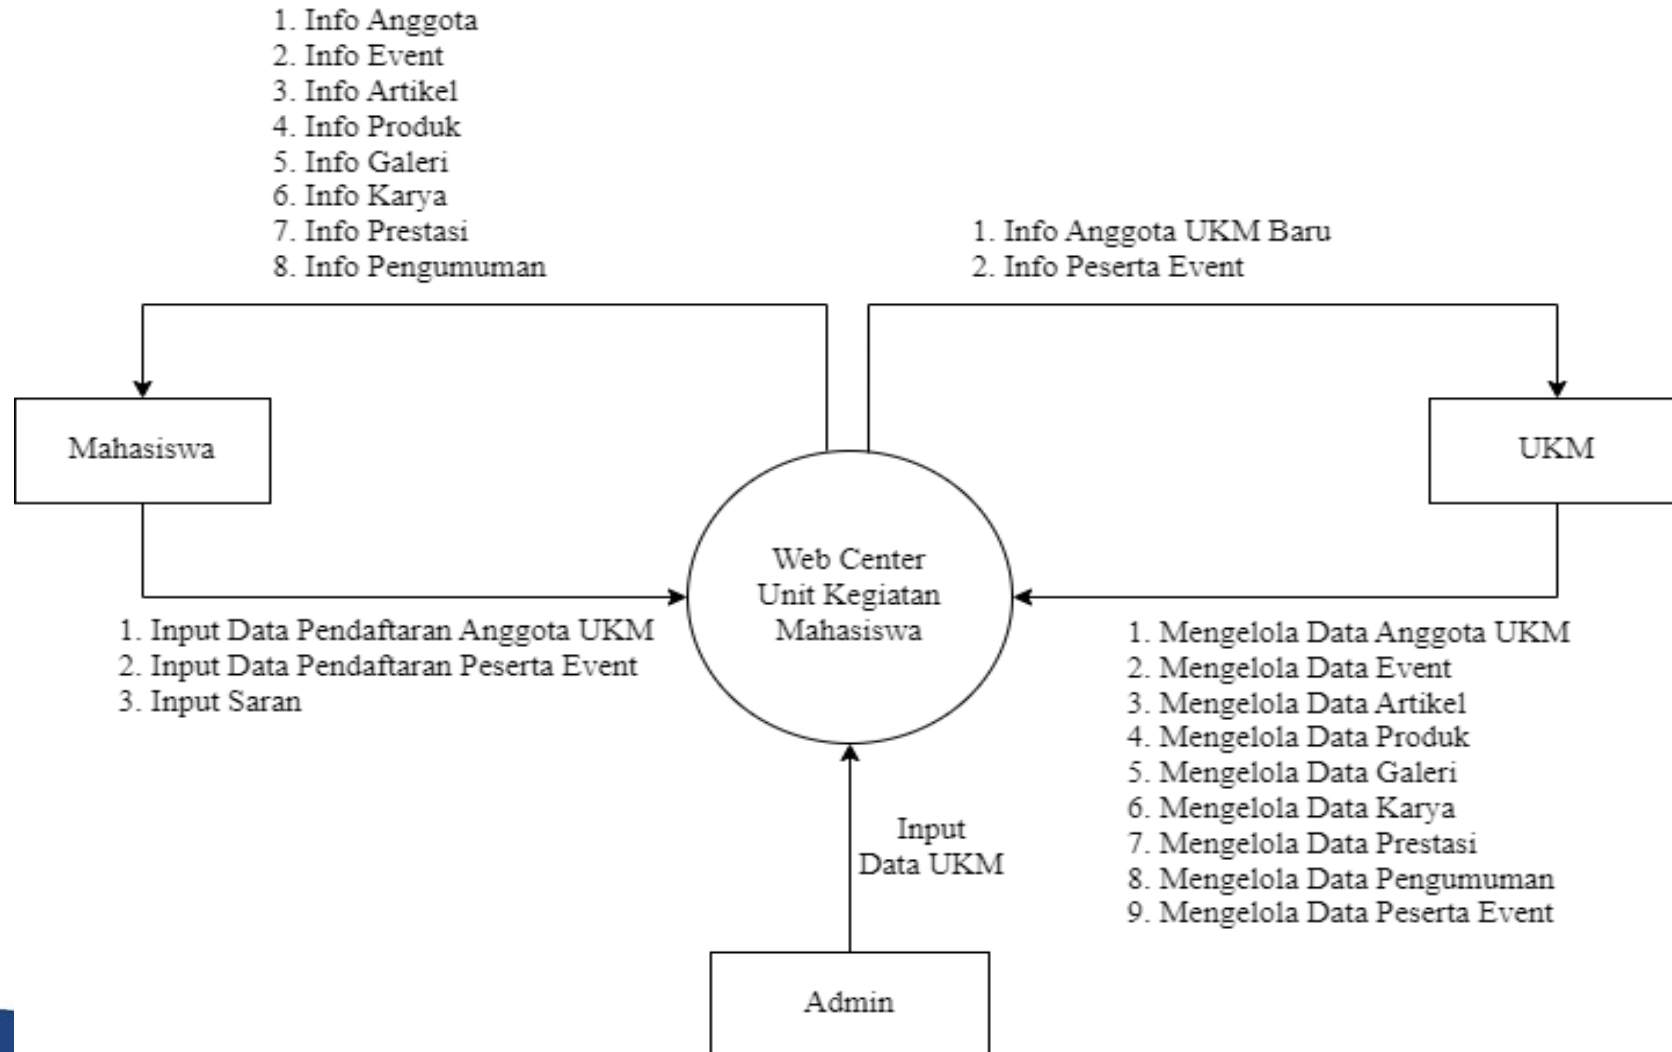 1. Info Anggota
2. Info Event
3. Info Artikel
4. Info Produk
5. Info Galeri
6. Info Karya
7. Info Prestasi
8. Info Pengumuman
1. Info Anggota UKM Baru
2. Info Peserta Event
Mahasiswa
UKM
Web Center
Unit Kegiatan
Mahasiswa
1. Input Data Pendaftaran Anggota UKM
2. Input Data Pendaftaran Peserta Event
3. Input Saran
1. Mengelola Data Anggota UKM
2. Mengelola Data Event
3. Mengelola Data Artikel
4. Mengelola Data Produk
5. Mengelola Data Galeri
6. Mengelola Data Karya
7. Mengelola Data Prestasi
8. Mengelola Data Pengumuman
9. Mengelola Data Peserta Event
Input
Data UKM
Admin